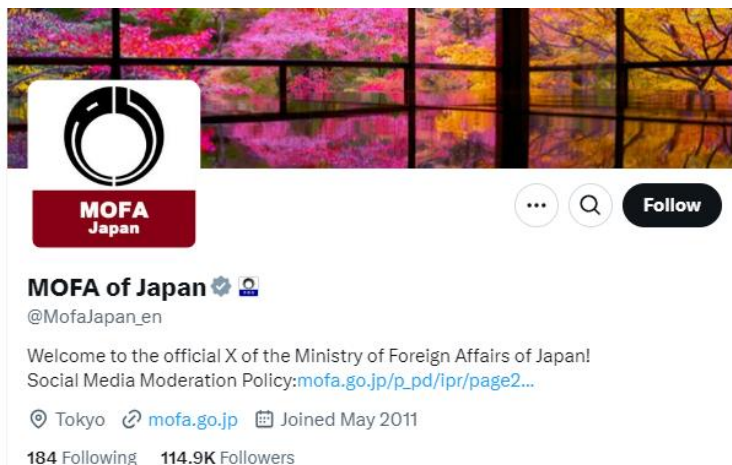 MOFA
Japan
Follow
MOFA of Japan
@MofaJapan_en
Welcome to the official X of the Ministry of Foreign Affairs of Japan!
Social Media Moderation Policy:mofa.go.jp/p_pd/ipr/page2...
Tokyo mofa.go.jp Joined May 2011
184 Following 114.9K Followers